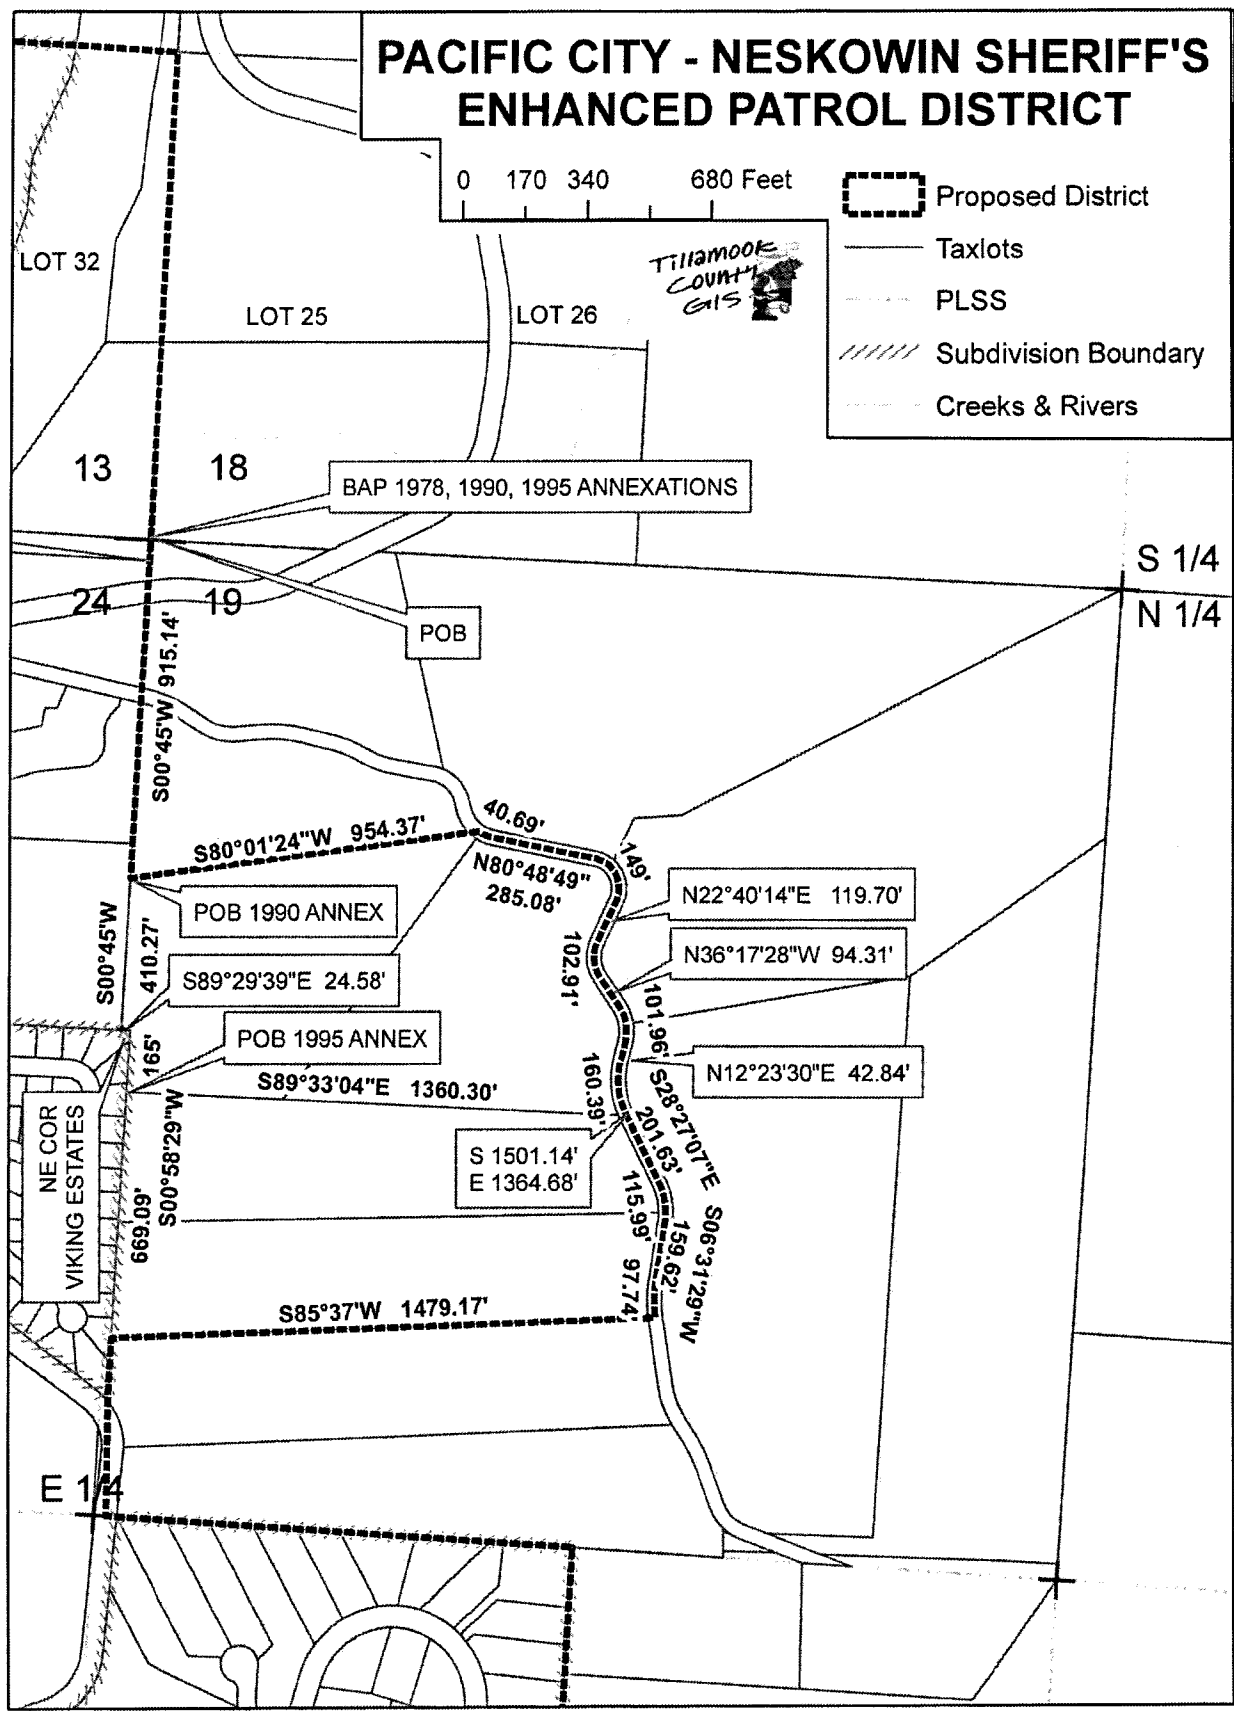 PACIFIC CITY - NESKOWIN SHERIFF'S
ENHANCED PATROL DISTRICT
0 170 340 680 Feet
Proposed District
Taxlots
PLSS
Subdivision Boundary
Creeks & Rivers
Tillamook
County
GIS
LOT 32
LOT 25
LOT 26
13
18
BAP 1978, 1990, 1995 ANNEXATIONS
S 1/4
N 1/4
24
19
POB
S00°45'W 915.14'
40.69'
S80°01'24"W 954.37'
N80°48'49"
285.08'
149'
N22°40'14"E 119.70'
POB 1990 ANNEX
N36°17'28"W 94.31'
102.91'
S00°45'W
410.27'
S89°29'39"E 24.58'
101.96'
POB 1995 ANNEX
165'
N12°23'30"E 42.84'
S89°33'04"E 1360.30'
160.39'
S28°27'07"E
201.63'
NE COR
VIKING ESTATES
S00°58'29"W
669.09'
S 1501.14'
E 1364.68'
115.99'
S06°31'29"W
159.62'
97.74'
S85°37'W 1479.17'
E 1/4